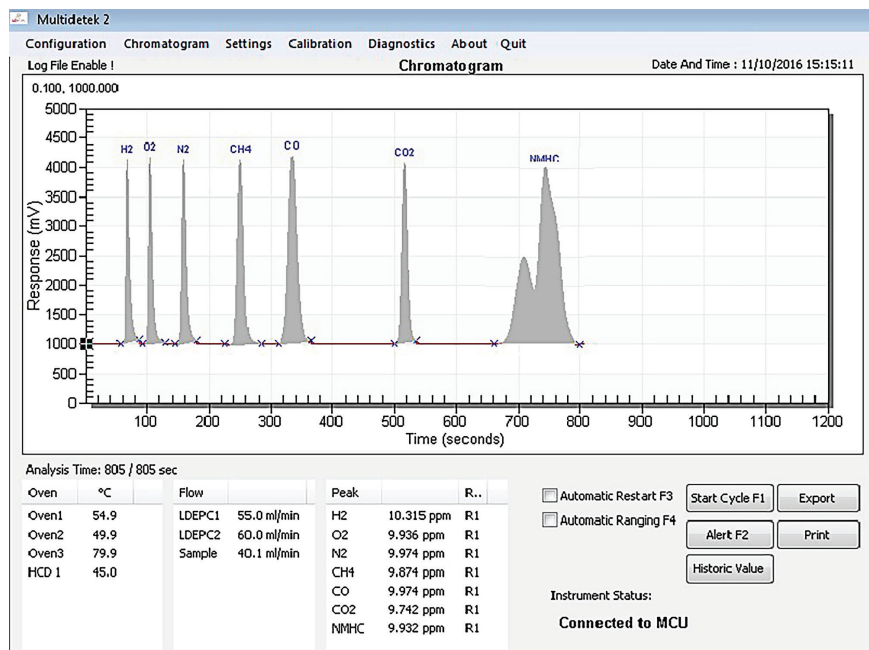 Multidetek 2
Configuration Chromatogram Settings Calibration Diagnostics About Quit
Log File Enable ! Chromatogram Date And Time : 11/10/2016 15:15:11
0.100, 1000.000
5000
4500
4000
3500
3000
2500
2000
1500
1000
500
0
Response (mV)
H2 O2 N2 CH4 CO CO2 NMHC
100 200 300 400 500 600 700 800 900 1000 1100 1200
Time (seconds)
Analysis Time: 805 / 805 sec
Oven °C
Oven1 54.9
Oven2 49.9
Oven3 79.9
HCD 1 45.0
Flow
LDEPC1 55.0 ml/min
LDEPC2 60.0 ml/min
Sample 40.1 ml/min
Peak R..
H2 10.315 ppm R1
O2 9.936 ppm R1
N2 9.974 ppm R1
CH4 9.874 ppm R1
CO 9.974 ppm R1
CO2 9.742 ppm R1
NMHC 9.932 ppm R1
Automatic Restart F3
Automatic Ranging F4
Start Cycle F1 Export
Alert F2 Print
Historic Value
Instrument Status:
Connected to MCU